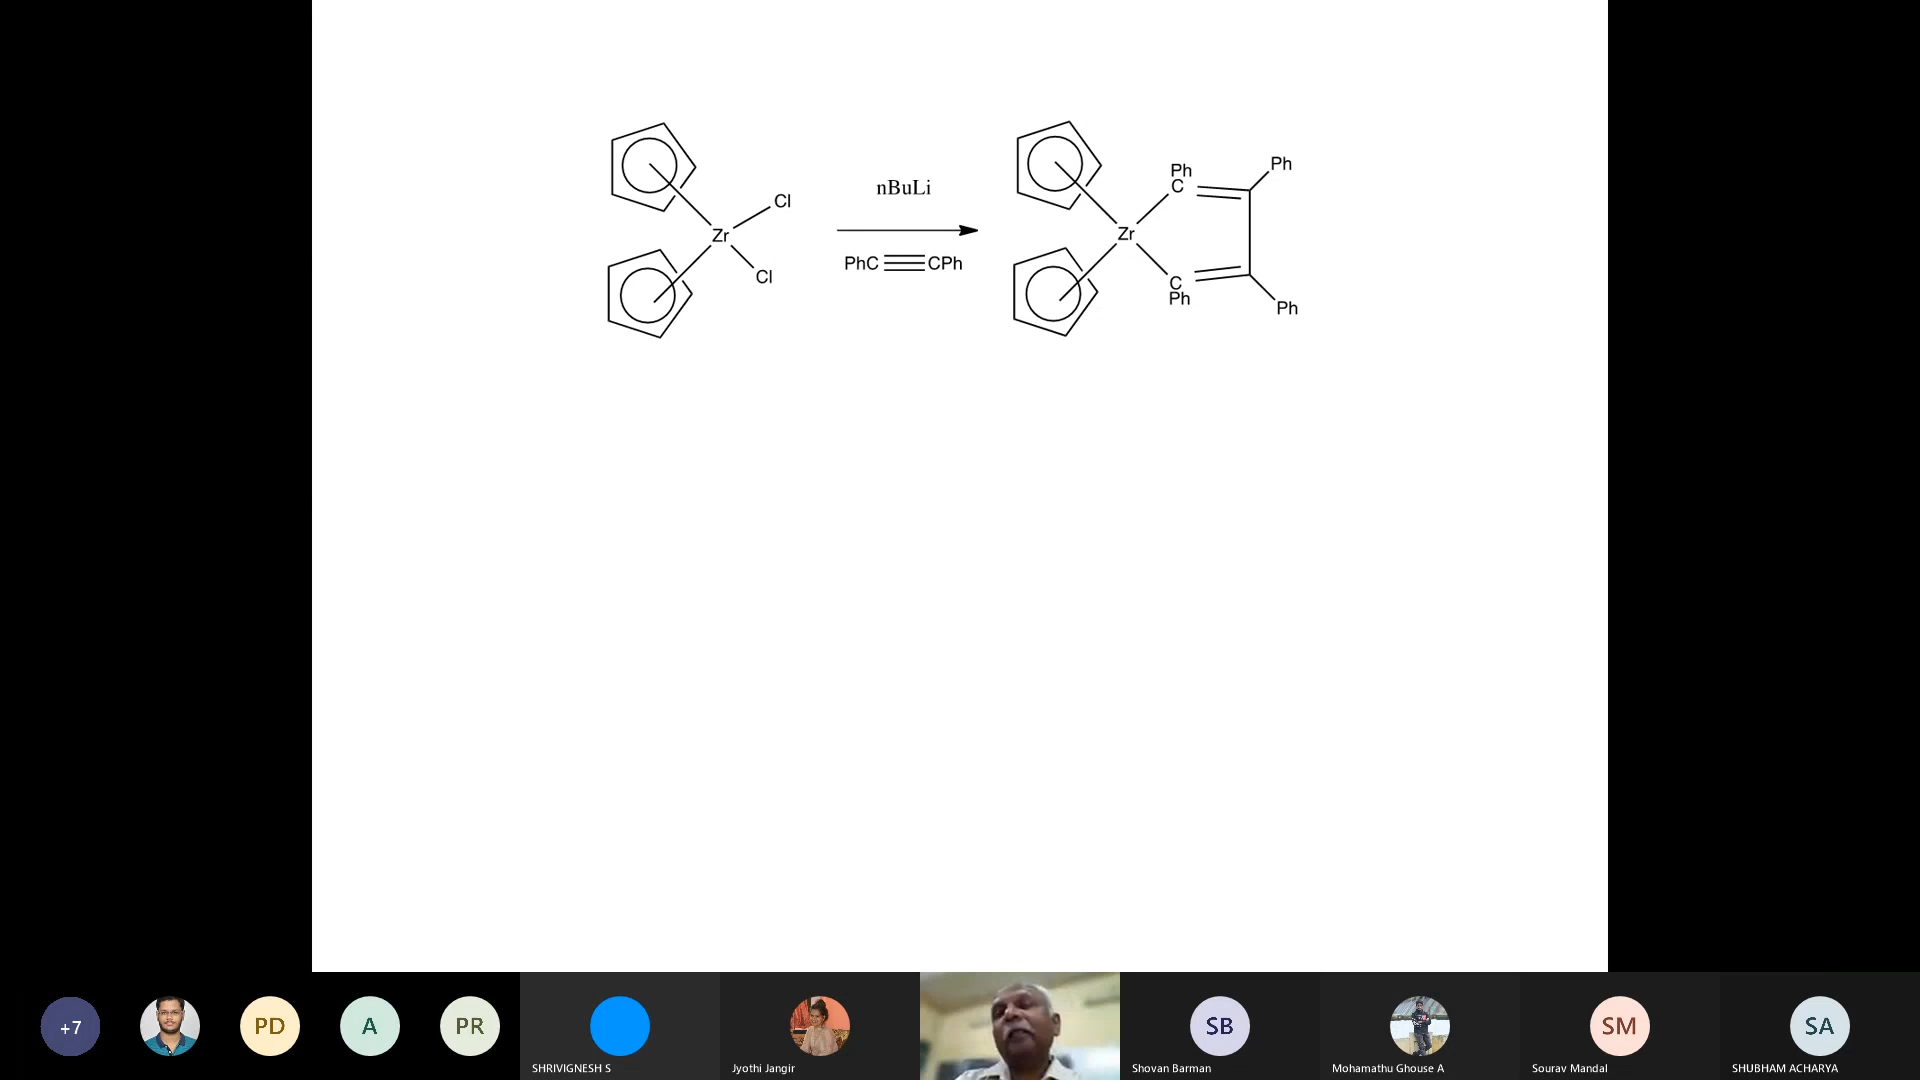 Ph
Ph
C
Cl
nBuLi
Zr
Zr
PhC CPh
Cl
C
Ph
Ph
+7
PD
A
PR
SB
SM
SA
SHRIVIGNESH S
Jyothi Jangir
Shovan Barman
Mohamathu Ghouse A
Sourav Mandal
SHUBHAM ACHARYA